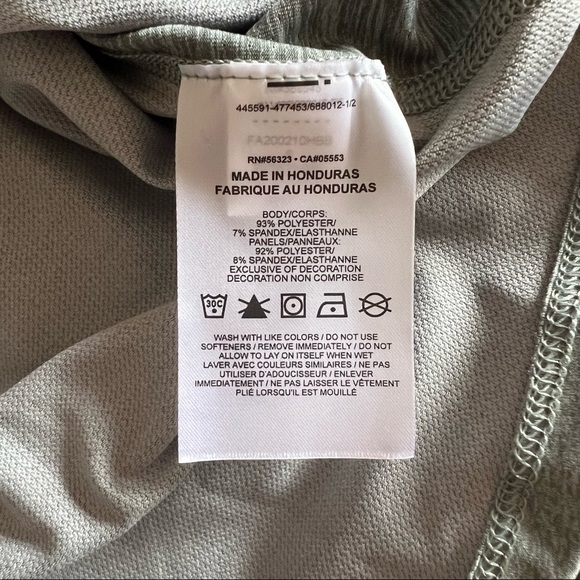 445591-477453/688012-1/2
FA200210H99
RN#56323 • CA#05553
MADE IN HONDURAS
FABRIQUE AU HONDURAS
BODY/CORPS:
93% POLYESTER/
7% SPANDEX/ELASTHANNE
PANELS/PANNEAUX:
92% POLYESTER/
8% SPANDEX/ELASTHANNE
EXCLUSIVE OF DECORATION
DECORATION NON COMPRISE
30C
WASH WITH LIKE COLORS / DO NOT USE
SOFTENERS / REMOVE IMMEDIATELY / DO NOT
ALLOW TO LAY ON ITSELF WHEN WET
LAVER AVEC COULEURS SIMILAIRES / NE PAS
UTILISER D'ADOUCISSEUR / ENLEVER
IMMEDIATEMENT / NE PAS LAISSER LE VÊTEMENT
PLIÉ LORSQU'IL EST MOUILLÉ